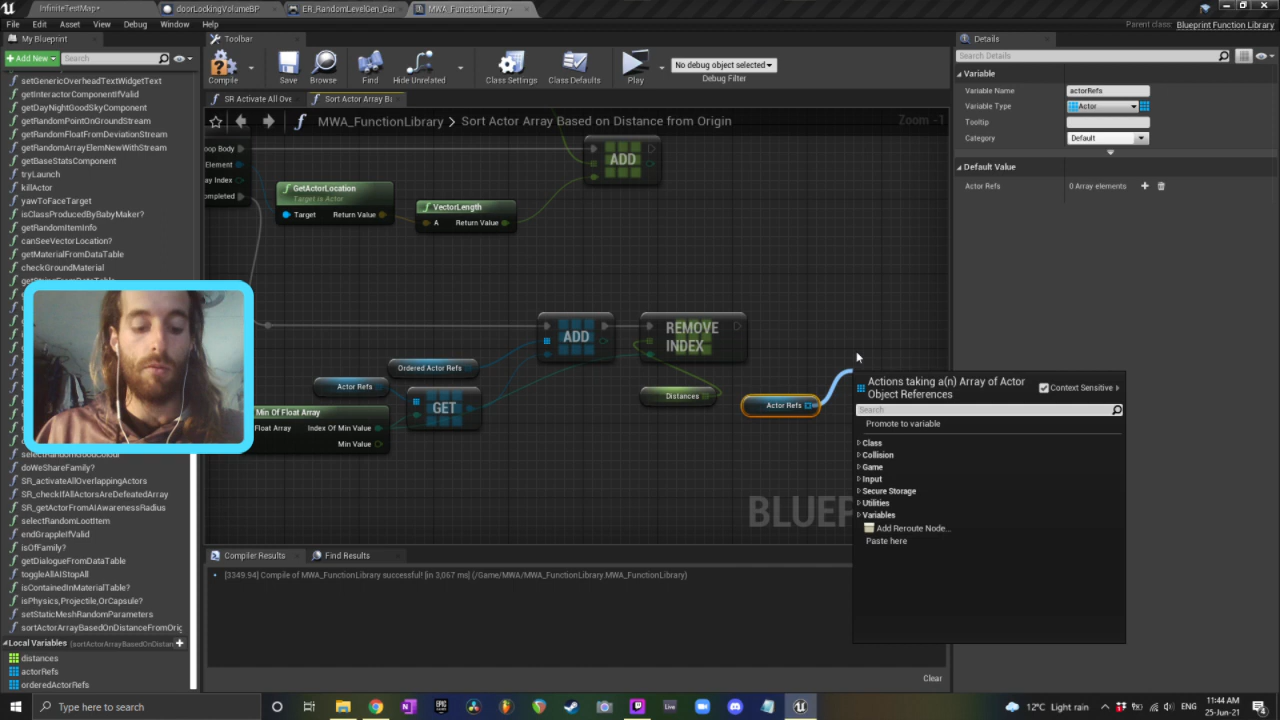 InfiniteTestMap*
doorLockingVolumeBP
ER_RandomLevelGen_Gar
MWA_FunctionLibrary*
File Edit Asset View Debug Window Help
Parent class: Blueprint Function Library
My Blueprint
Toolbar
Details
Add New
Search
Compile
Save
Browse
Find
Hide Unrelated
Class Settings
Class Defaults
Play
No debug object selected
Debug Filter
Search Details
Variable
Variable Name actorRefs
Variable Type Actor
Tooltip
Category Default
Default Value
Actor Refs 0 Array elements
setGenericOverheadTextWidgetText
getInteractorComponentIfValid
getDayNightGoodSkyComponent
getRandomPointOnGroundStream
getRandomFloatFromDeviationStream
getRandomArrayElemNewWithStream
getBaseStatsComponent
tryLaunch
killActor
yawToFaceTarget
isClassProducedByBabyMaker?
getRandomItemInfo
canSeeVectorLocation?
getMaterialFromDataTable
checkGroundMaterial
doWeShareFamily?
SR_activateAllOverlappingActors
SR_checkIfAllActorsAreDefeatedArray
SR_getActorFromAIAwarenessRadius
selectRandomLootItem
endGrappleIfValid
isOfFamily?
getDialogueFromDataTable
toggleAllAIStopAll
isContainedInMaterialTable?
isPhysics,Projectile,OrCapsule?
setStaticMeshRandomParameters
sortActorArrayBasedOnDistanceFromOrig
Local Variables (sortActorArrayBasedOnDistan
distances
actorRefs
orderedActorRefs
SR Activate All Ove
Sort Actor Array Ba
MWA_FunctionLibrary > Sort Actor Array Based on Distance from Origin
Zoom -1
oop Body
Element
ay Index
ompleted
GetActorLocation
Target is Actor
Target Return Value
VectorLength
A Return Value
ADD
ADD
REMOVE
INDEX
Ordered Actor Refs
Actor Refs
Min Of Float Array
Float Array Index Of Min Value
Min Value
GET
Distances
Actor Refs
BLUEP
Actions taking a(n) Array of Actor
Object References
Context Sensitive
Search
Promote to variable
Class
Collision
Game
Input
Secure Storage
Utilities
Variables
Add Reroute Node...
Paste here
Compiler Results
Find Results
[3349.94] Compile of MWA_FunctionLibrary successful! [in 3,067 ms] (/Game/MWA/MWA_FunctionLibrary.MWA_FunctionLibrary)
Clear
Type here to search
EPIC
Live
12°C Light rain
ENG
11:44 AM
25-Jun-21